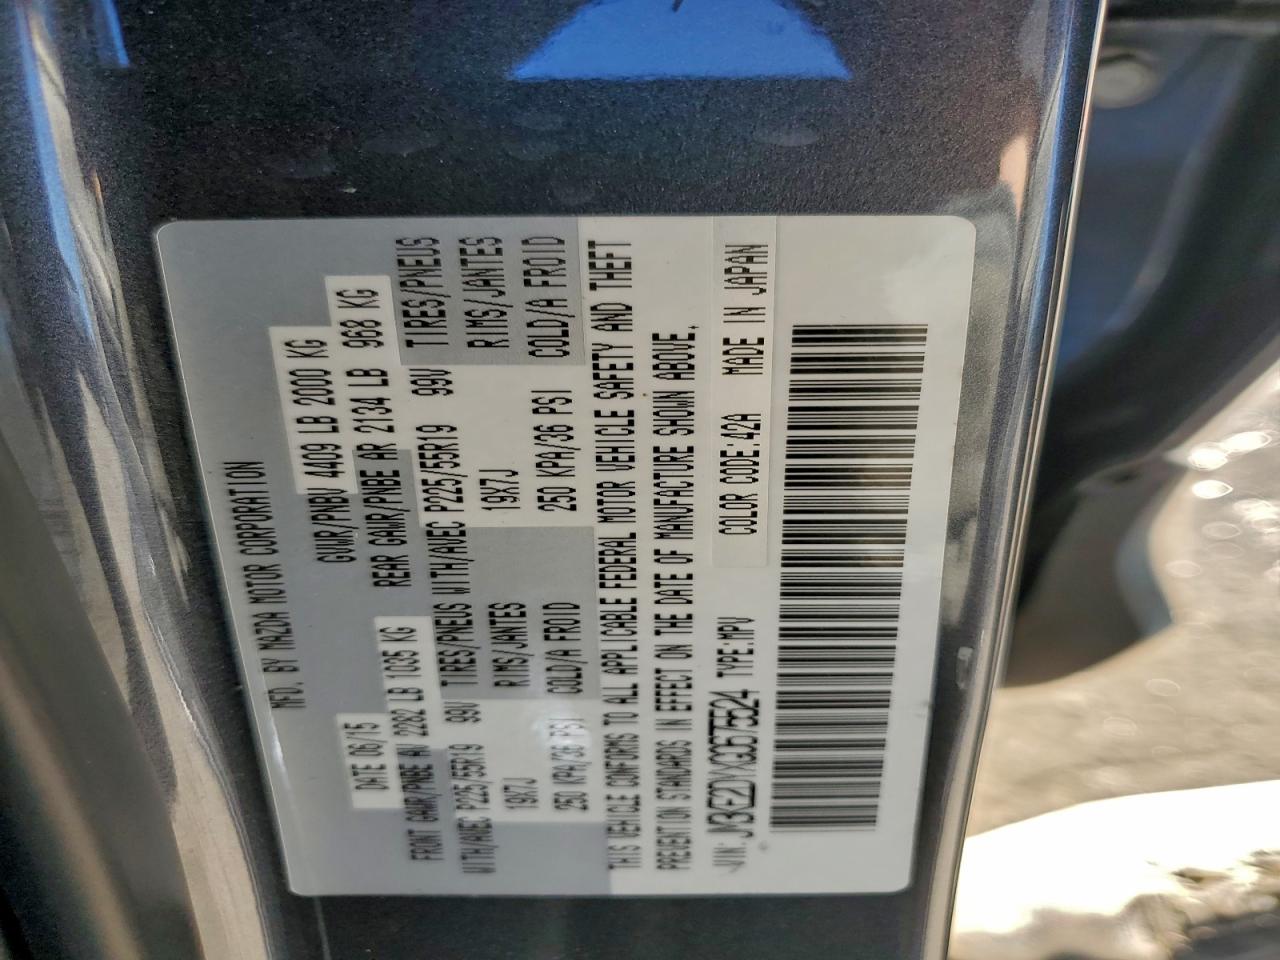 MFD. BY MAZDA MOTOR CORPORATION
DATE 06/15
GVWR/PNBV 4409 LB 2000 KG
FRONT GAWR/PNBE AV 2282 LB 1035 KG
REAR GAWR/PNBE AR 2134 LB 968 KG
WITH/AVEC P225/55R19 99V TIRES/PNEUS
WITH/AVEC P225/55R19 99V TIRES/PNEUS
19X7J RIMS/JANTES
19X7J RIMS/JANTES
250 KPA/36 PSI COLD/A FROID
250 KPA/36 PSI COLD/A FROID
THIS VEHICLE CONFORMS TO ALL APPLICABLE FEDERAL MOTOR VEHICLE SAFETY AND THEFT
PREVENTION STANDARDS IN EFFECT ON THE DATE OF MANUFACTURE SHOWN ABOVE.
VIN: TYPE:MPV COLOR CODE:42A MADE IN JAPAN